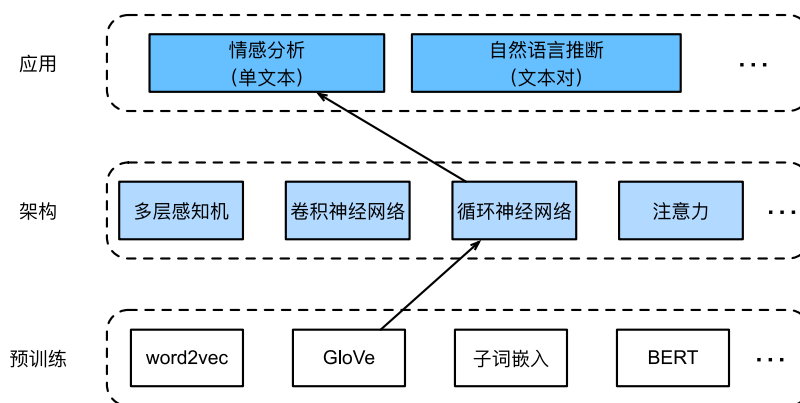 应用
情感分析
（单文本）
自然语言推断
（文本对）
···
架构
多层感知机
卷积神经网络
循环神经网络
注意力
···
预训练
word2vec
GloVe
子词嵌入
BERT
···